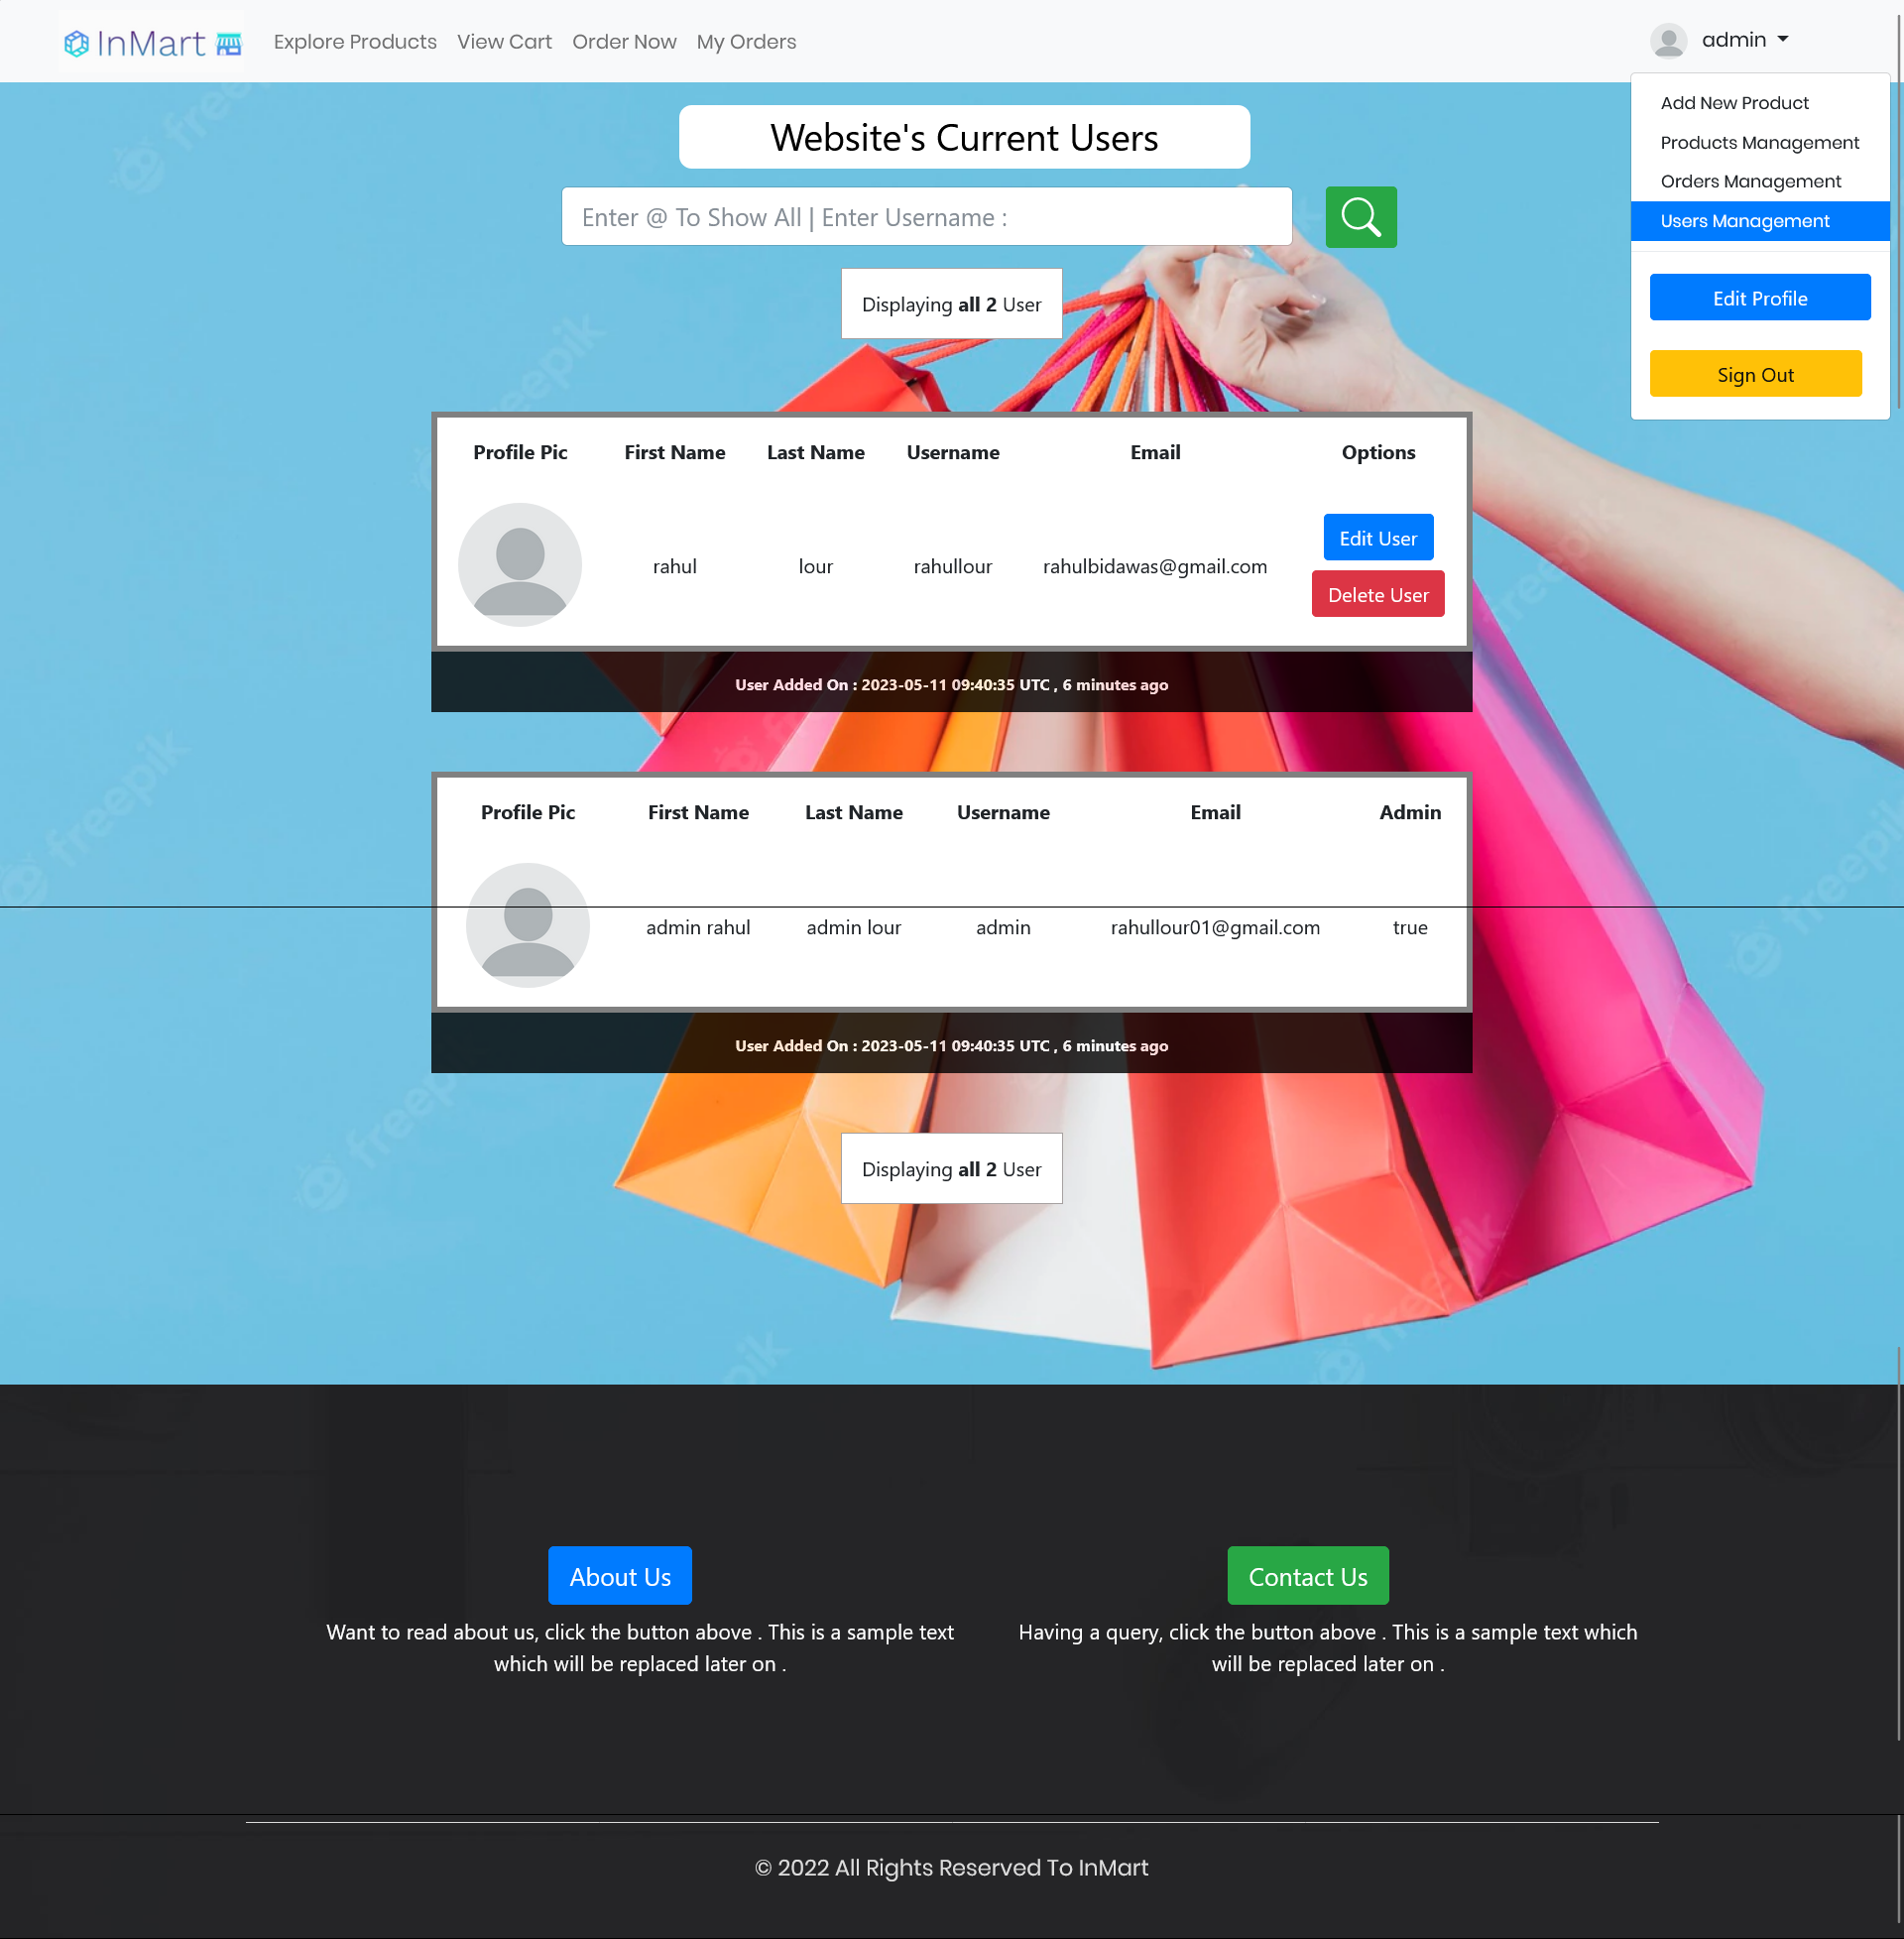 InMart
Explore Products View Cart Order Now My Orders
admin
Add New Product
Products Management
Orders Management
Users Management
Edit Profile
Sign Out
Website's Current Users
Enter @ To Show All | Enter Username :
Displaying all 2 User
Profile Pic First Name Last Name Username Email Options
rahul lour rahullour rahulbidawas@gmail.com
Edit User
Delete User
User Added On : 2023-05-11 09:40:35 UTC , 6 minutes ago
Profile Pic First Name Last Name Username Email Admin
admin rahul admin lour admin rahullour01@gmail.com true
User Added On : 2023-05-11 09:40:35 UTC , 6 minutes ago
Displaying all 2 User
freepik
freepik
freepik
freepik
About Us
Want to read about us, click the button above . This is a sample text
which will be replaced later on .
Contact Us
Having a query, click the button above . This is a sample text which
will be replaced later on .
© 2022 All Rights Reserved To InMart